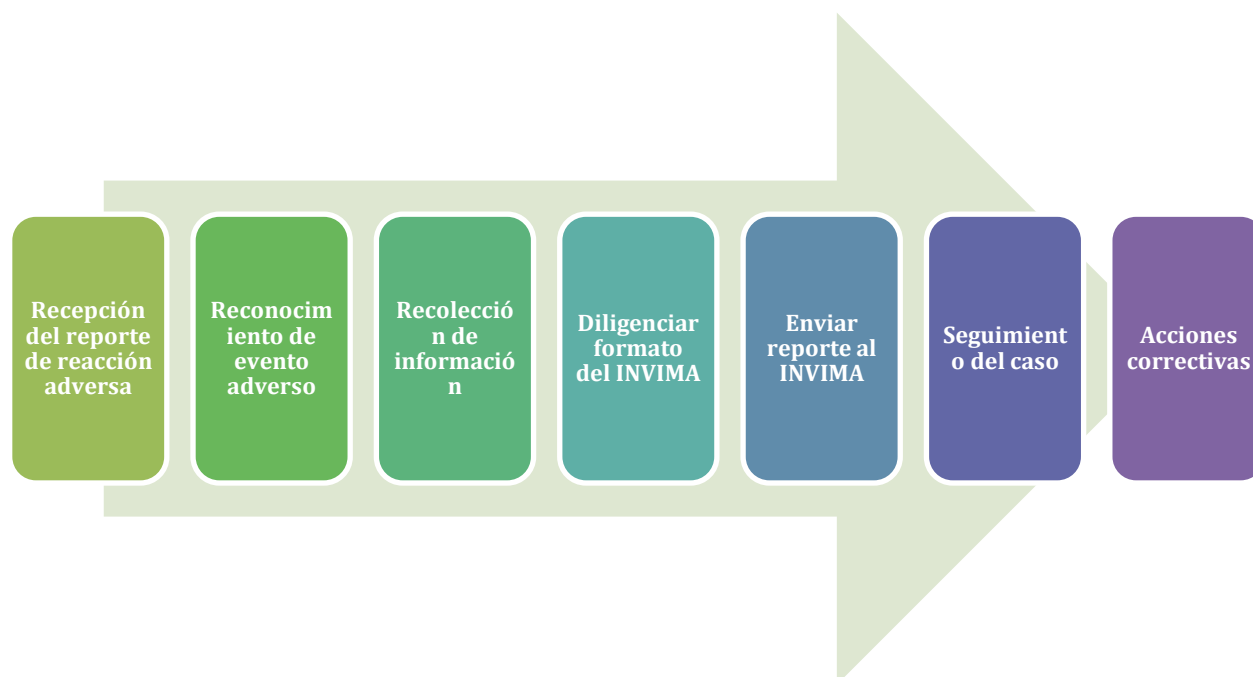 Recepción
del reporte
de reacción
adversa
Reconocim
iento de
evento
adverso
Recolecció
n de
informació
n
Diligenciar
formato
del INVIMA
Enviar
reporte al
INVIMA
Seguimient
o del caso
Acciones
correctivas